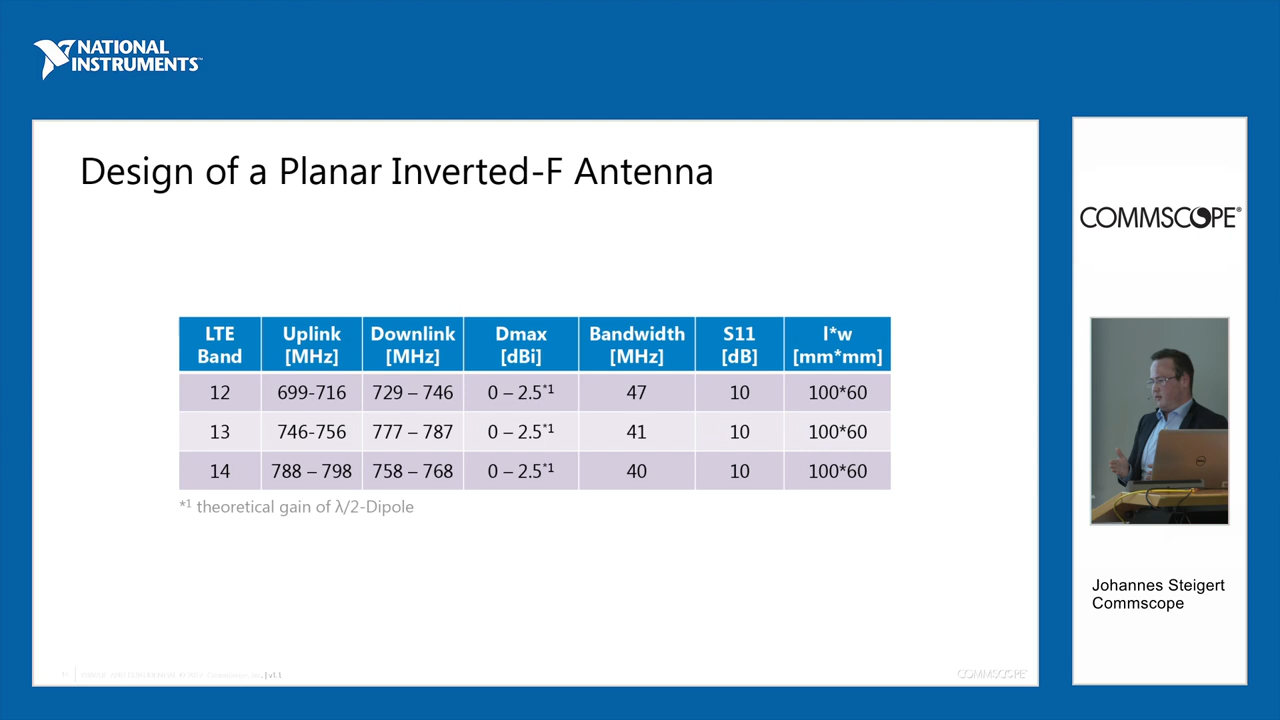 NATIONAL
INSTRUMENTS™
Design of a Planar Inverted-F Antenna
LTE Band Uplink [MHz] Downlink [MHz] Dmax [dBi] Bandwidth [MHz] S11 [dB] l*w [mm*mm]
12 699-716 729 – 746 0 – 2.5*1 47 10 100*60
13 746-756 777 – 787 0 – 2.5*1 41 10 100*60
14 788 – 798 758 – 768 0 – 2.5*1 40 10 100*60
*1 theoretical gain of λ/2-Dipole
COMMSCOPE
COMMSCOPE®
Johannes Steigert
Commscope